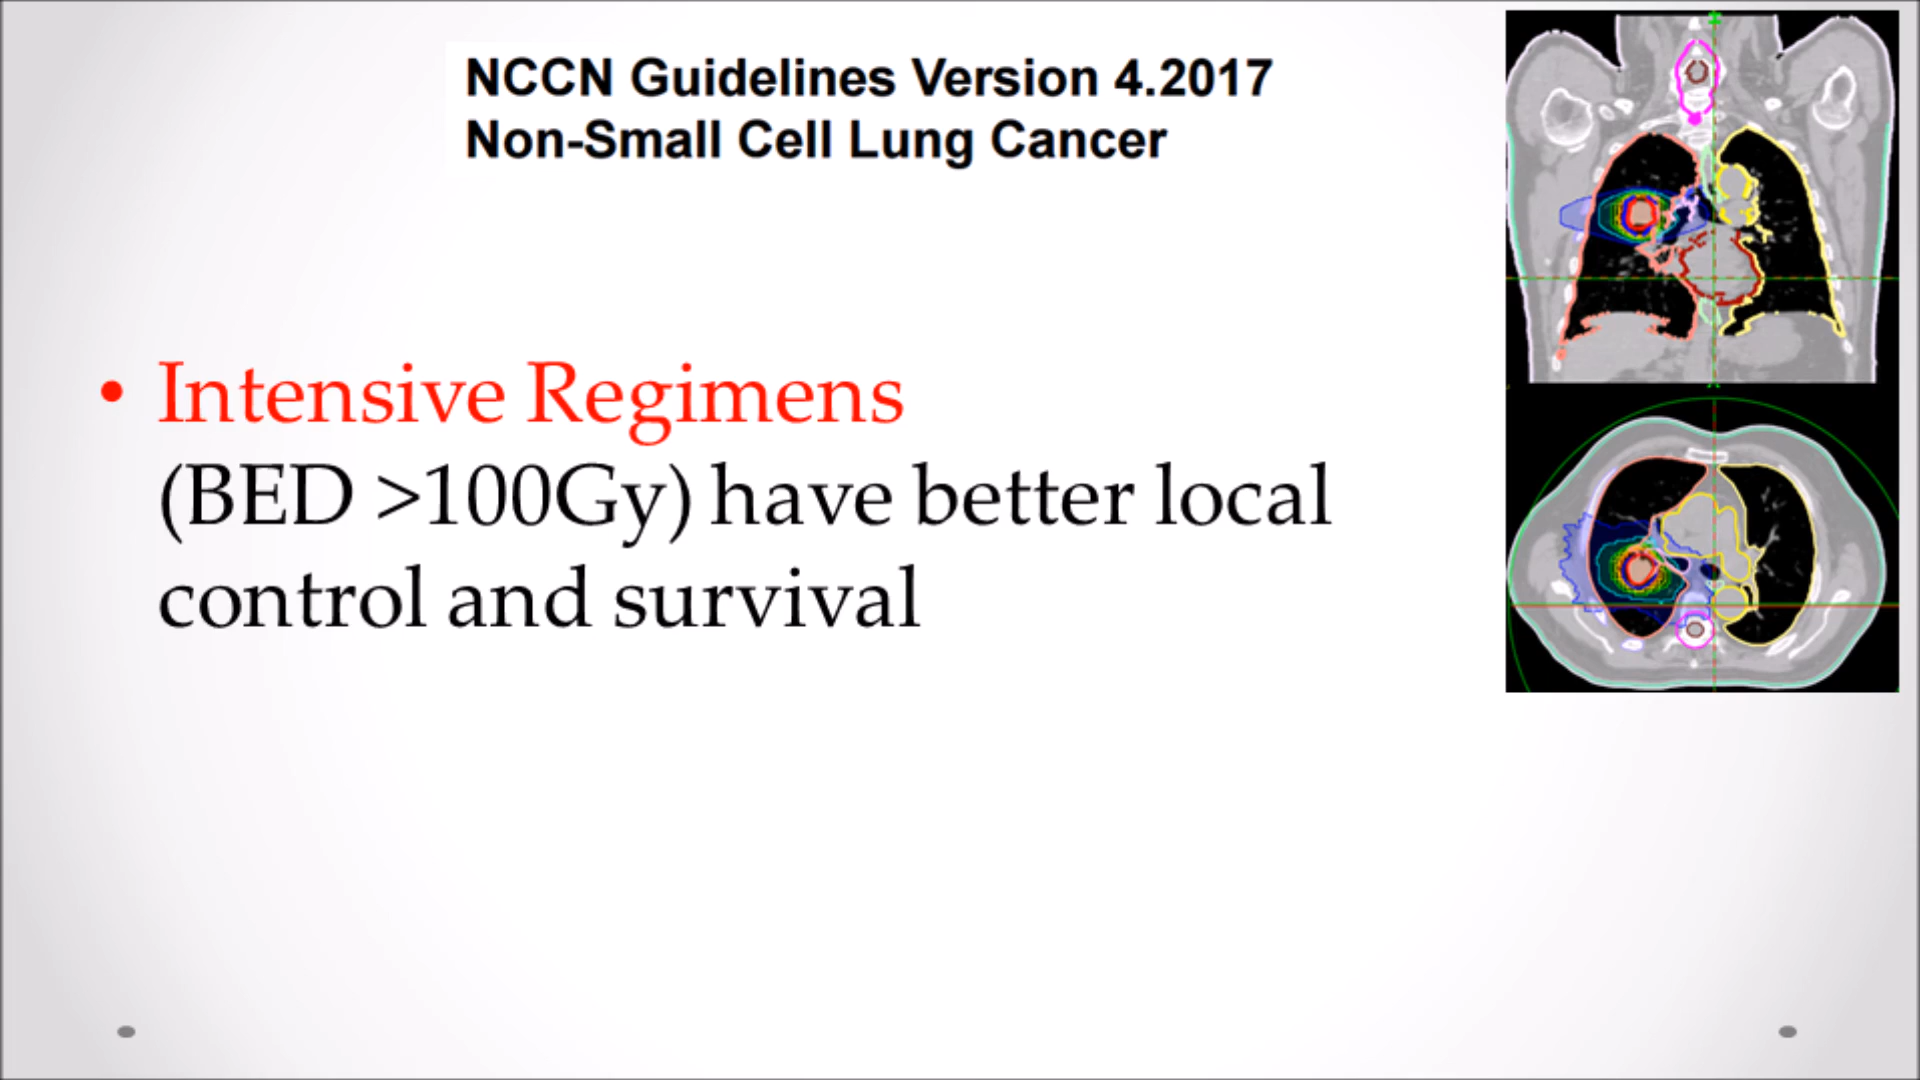 NCCN Guidelines Version 4.2017
Non-Small Cell Lung Cancer
• Intensive Regimens
(BED >100Gy) have better local
control and survival